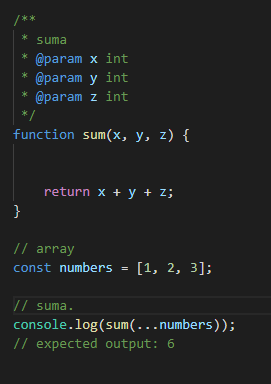 /**
 * suma
 * @param x int
 * @param y int
 * @param z int
 */
function sum(x, y, z) {
    return x + y + z;
}
// array
const numbers = [1, 2, 3];
// suma.
console.log(sum(...numbers));
// expected output: 6